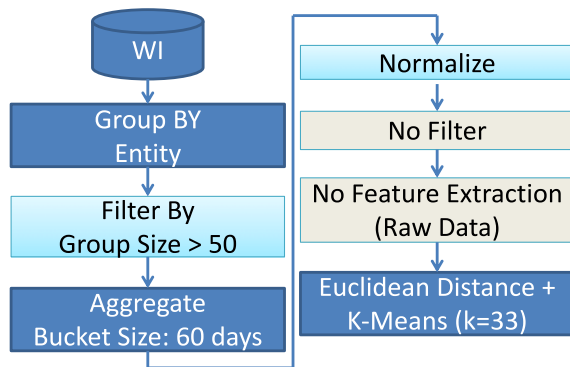 WI
Group BY
Entity
Filter By
Group Size > 50
Aggregate
Bucket Size: 60 days
Normalize
No Filter
No Feature Extraction
(Raw Data)
Euclidean Distance +
K-Means (k=33)